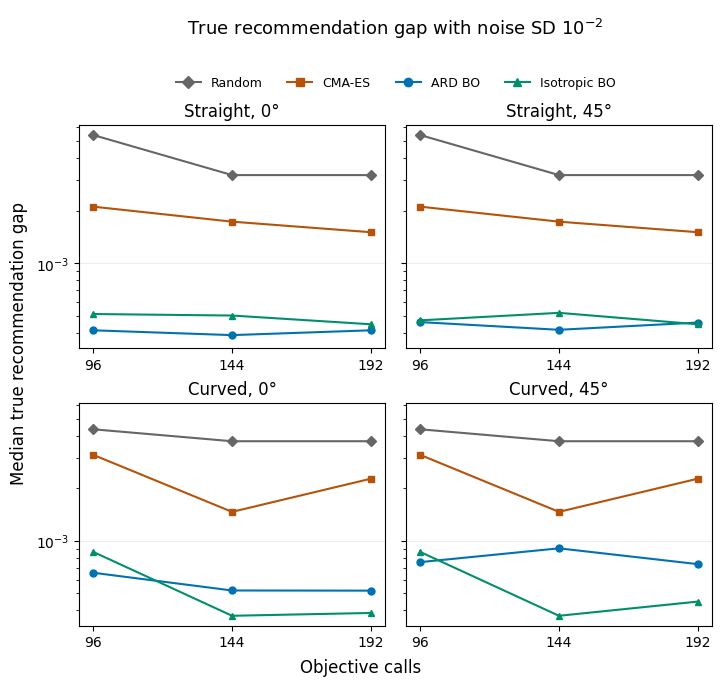 True recommendation gap with noise SD 10⁻²
Random CMA-ES ARD BO Isotropic BO
Straight, 0° Straight, 45°
10⁻³
96 144 192 96 144 192
Median true recommendation gap
Curved, 0° Curved, 45°
10⁻³
96 144 192 96 144 192
Objective calls